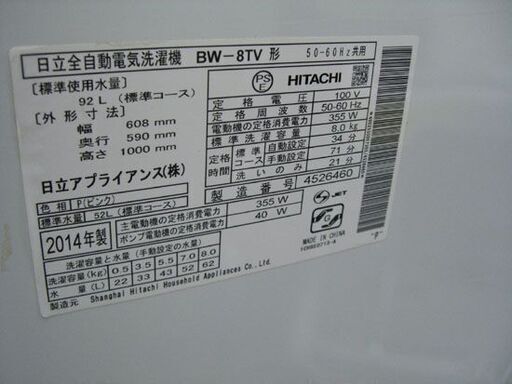 日立全自動電気洗濯機 BW-8TV 形 50-60Hz共用
[標準使用水量]
92L (標準コース)
[外形寸法]
幅 608 mm
奥行 590 mm
高さ 1000 mm
日立アプライアンス(株)
PS
E
HITACHI
定格電圧 100 V
定格周波数 50-60 Hz
電動機の定格消費電力 355 W
標準洗濯容量 8.0 kg
定格時間 標準コース 自動設定 34 分
手動設定 71 分
洗い 21 分
製造番号 4526460
色相 P(ピンク)
標準水量 52L (標準コース)
2014年製
主電動機の定格消費電力 355 W
ポンプ電動機の定格消費電力 40 W
洗濯容量と水量 (手動設定の水量)
洗濯容量(kg) 0.5 3.5 5.5 7.0 8.0
水量(L) 22 33 43 52 62
製造元 Shanghai Hitachi Household Appliances Co., Ltd.
JET
MADE IN CHINA